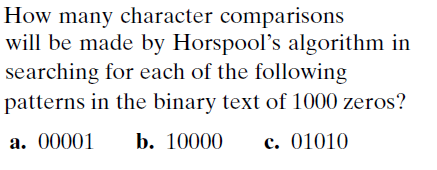 How many character comparisons
will be made by Horspool's algorithm in
searching for each of the following
patterns in the binary text of 1000 zeros?
a. 00001 b. 10000 c. 01010